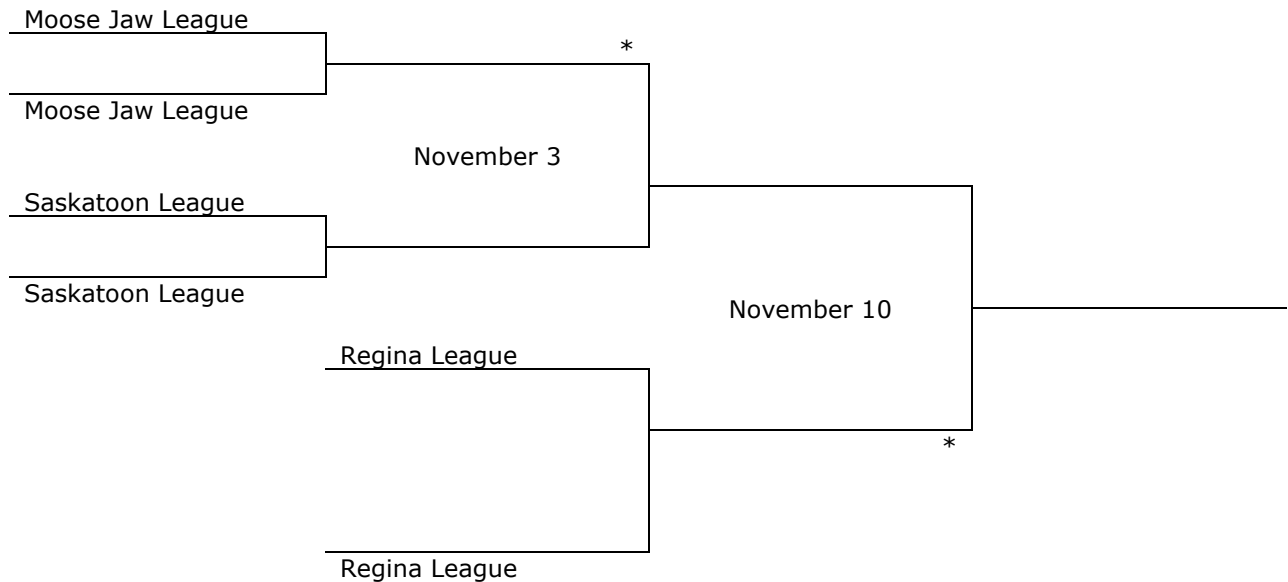 Moose Jaw League
*
Moose Jaw League
November 3
Saskatoon League
Saskatoon League
November 10
Regina League
*
Regina League